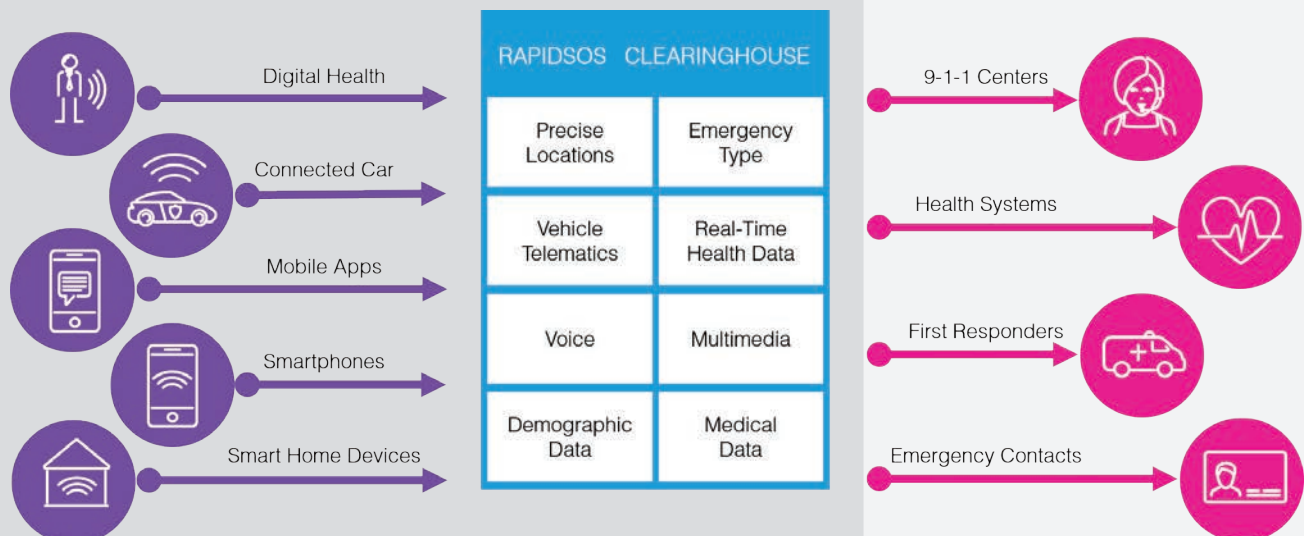 Digital Health
Connected Car
Mobile Apps
Smartphones
Smart Home Devices
RAPIDSOS CLEARINGHOUSE
Precise
Locations
Emergency
Type
Vehicle
Telematics
Real-Time
Health Data
Voice
Multimedia
Demographic
Data
Medical
Data
9-1-1 Centers
Health Systems
First Responders
Emergency Contacts